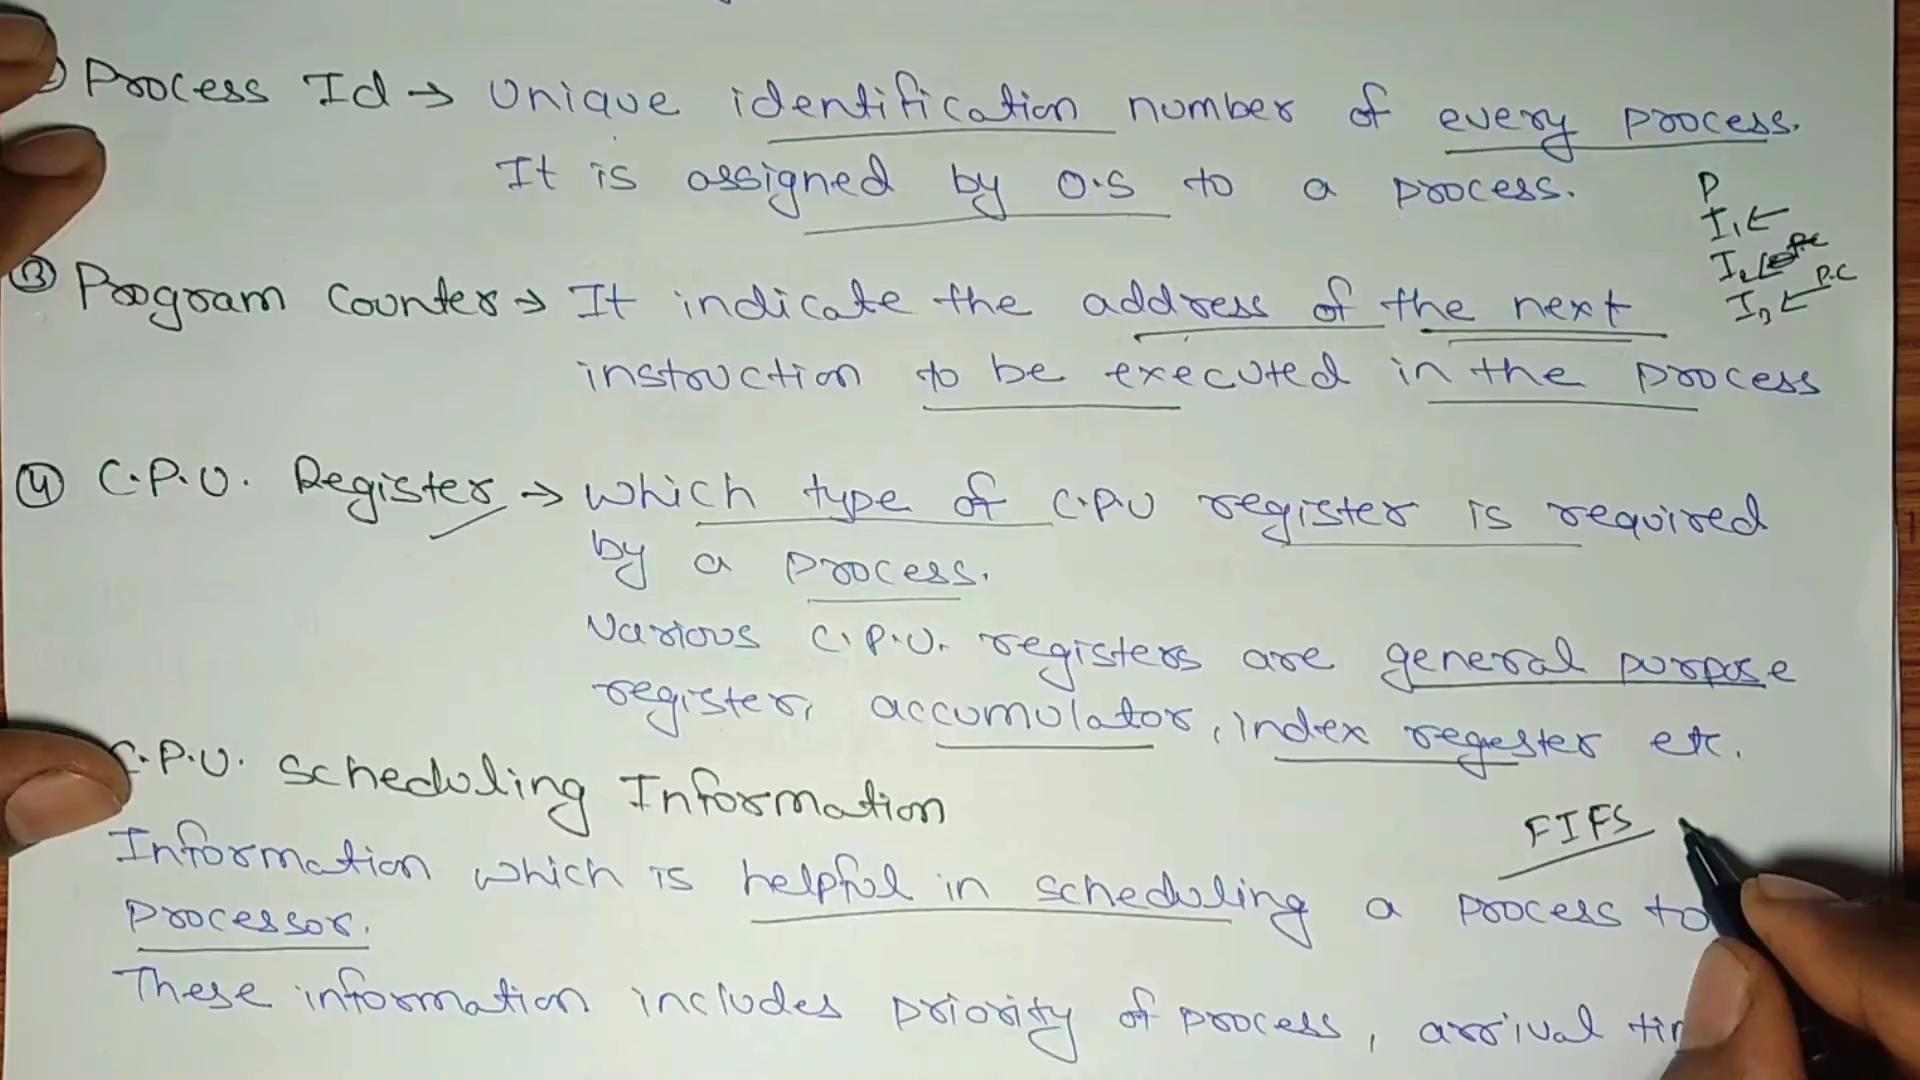 Process Id → Unique identification number of every process.
It is assigned by O.S to a process.
P
I₁ ←
I₂ ←
I₃ ← P.C
③ Program Counter → It indicate the address of the next
instruction to be executed in the process
④ C.P.U. Register → Which type of C.P.U register is required
by a process.
Various C.P.U. registers are general purpose
register, accumulator, index regester etc.
C.P.U. Scheduling Information
FIFS
Information which is helpful in scheduling a process to
processor.
These information includes priority of process, arrival